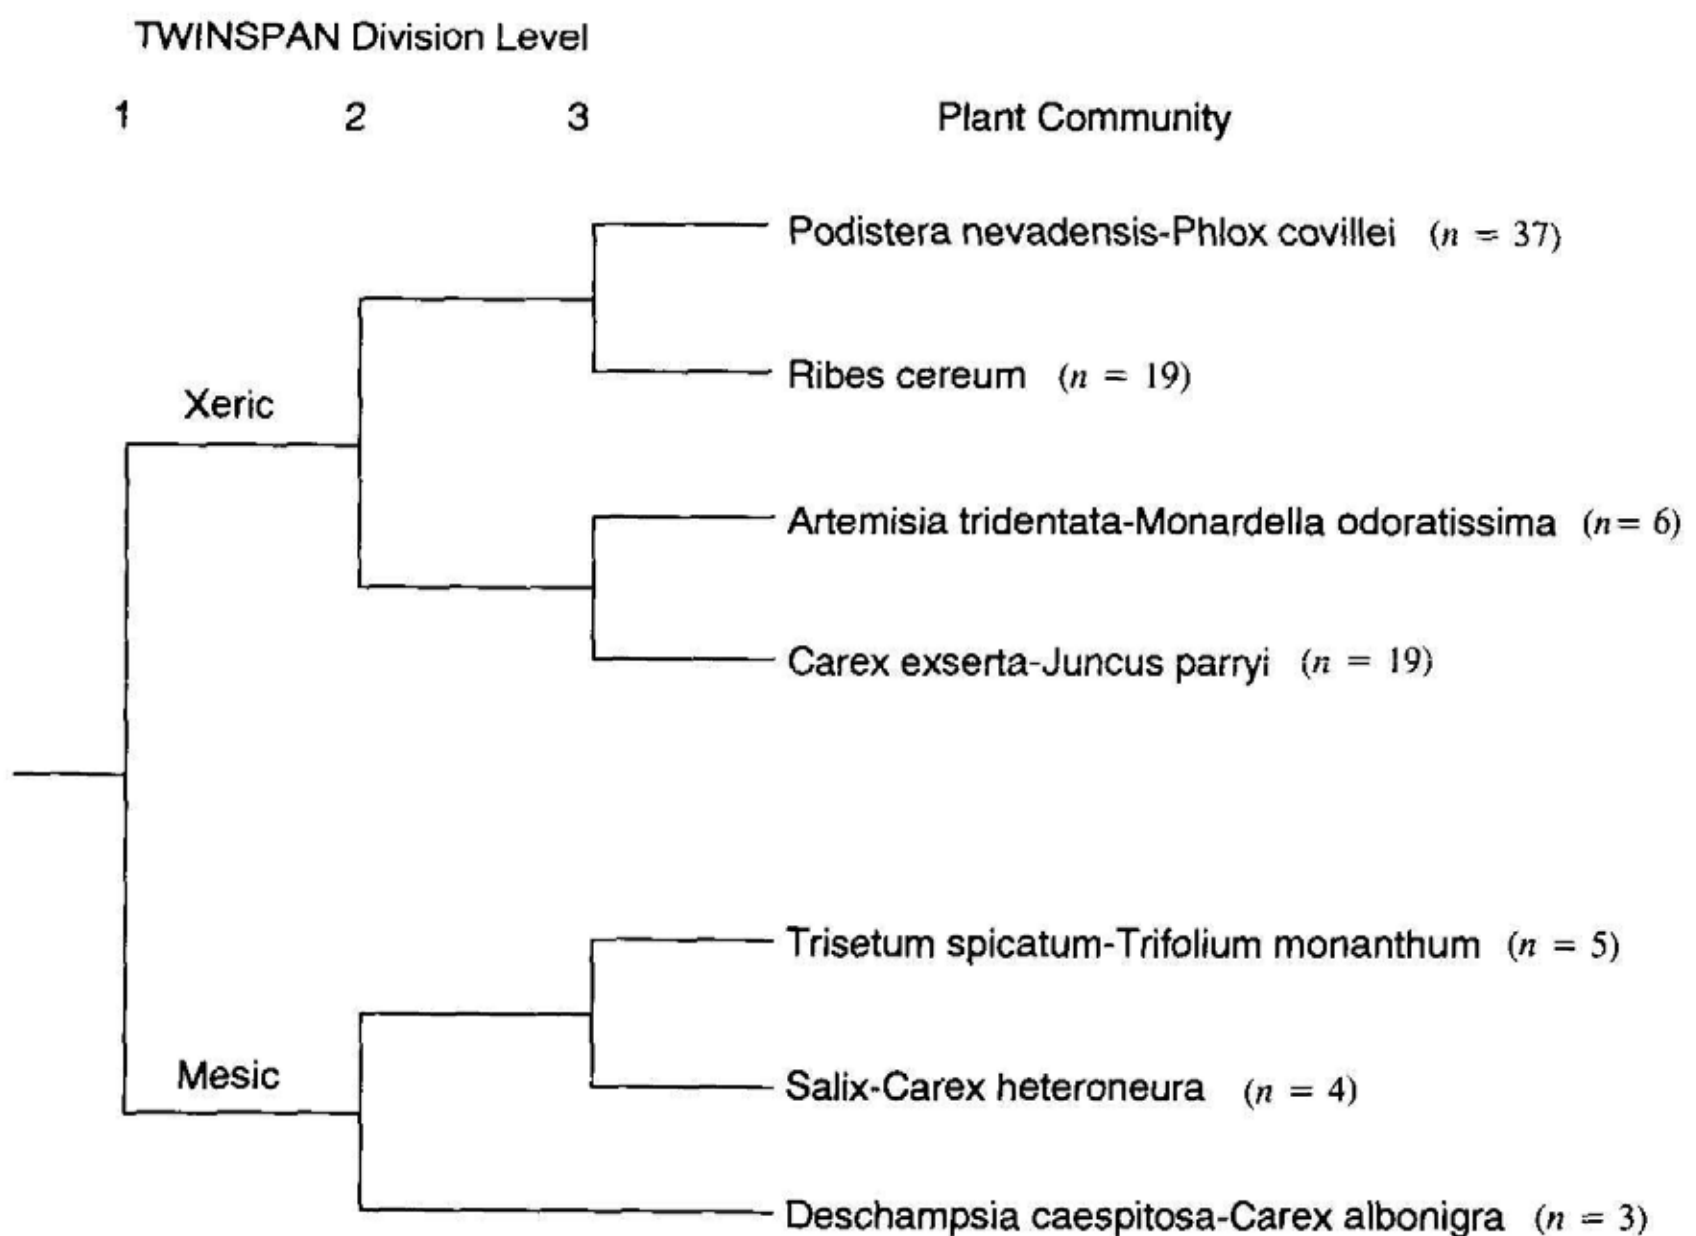 TWINSPAN Division Level
1 2 3 Plant Community
Podistera nevadensis-Phlox covillei (n = 37)
Ribes cereum (n = 19)
Xeric
Artemisia tridentata-Monardella odoratissima (n= 6)
Carex exserta-Juncus parryi (n = 19)
Trisetum spicatum-Trifolium monanthum (n = 5)
Mesic
Salix-Carex heteroneura (n = 4)
Deschampsia caespitosa-Carex albonigra (n = 3)